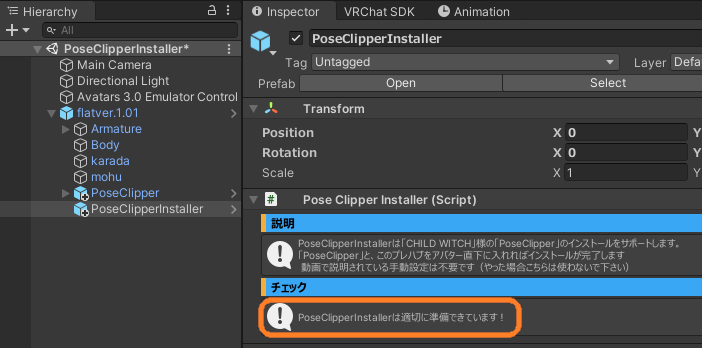 Hierarchy
All
PoseClipperInstaller*
Main Camera
Directional Light
Avatars 3.0 Emulator Control
flatver.1.01
Armature
Body
karada
mohu
PoseClipper
PoseClipperInstaller
Inspector VRChat SDK Animation
PoseClipperInstaller
Tag Untagged Layer Defa
Prefab Open Select
Transform
Position X 0 Y
Rotation X 0 Y
Scale X 1 Y
# Pose Clipper Installer (Script)
説明
PoseClipperInstallerは「CHILD WITCH」様の「PoseClipper」のインストールをサポートします。
「PoseClipper」と、このプレハブをアバター直下に入れればインストールが完了します
動画で説明されている手動設定は不要です（やった場合こちらは使わないで下さい）
チェック
PoseClipperInstallerは適切に準備できています！